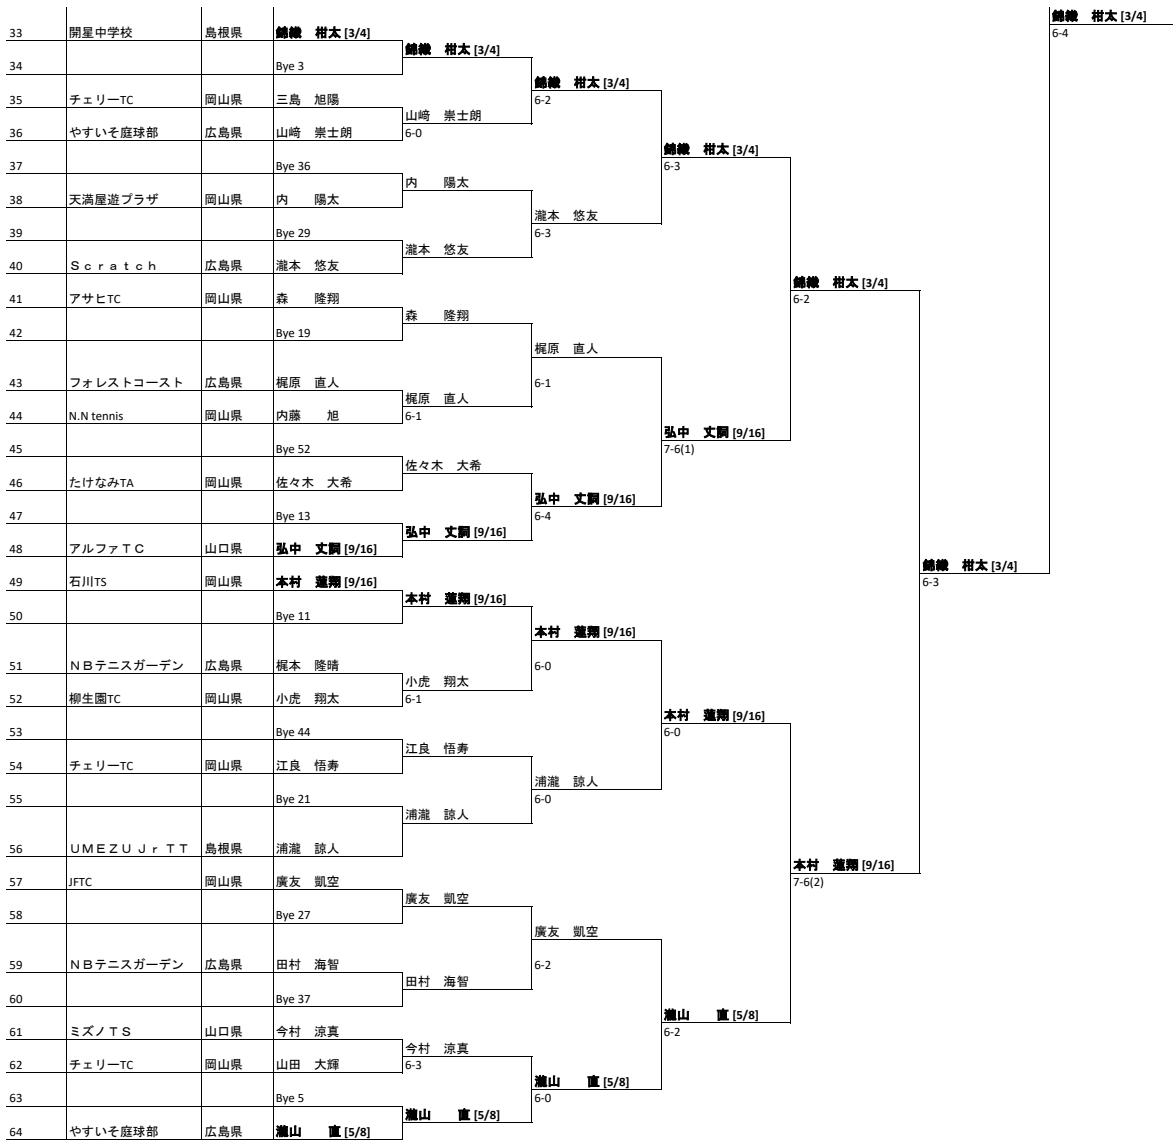 錦織 柑太 [3/4]
33 開星中学校 島根県 錦織 柑太 [3/4] 6-4
錦織 柑太 [3/4]
34 Bye 3
錦織 柑太 [3/4]
35 チェリーTC 岡山県 三島 旭陽 6-2
山﨑 崇士朗
36 やすいそ庭球部 広島県 山﨑 崇士朗 6-0
錦織 柑太 [3/4]
37 Bye 36 6-3
内 陽太
38 天満屋遊プラザ 岡山県 内 陽太
瀧本 悠友
39 Bye 29 6-3
瀧本 悠友
40 Ｓｃｒａｔｃｈ 広島県 瀧本 悠友
錦織 柑太 [3/4]
41 アサヒTC 岡山県 森 隆翔 6-2
森 隆翔
42 Bye 19
梶原 直人
43 フォレストコースト 広島県 梶原 直人 6-1
梶原 直人
44 N.N tennis 岡山県 内藤 旭 6-1
弘中 丈嗣 [9/16]
45 Bye 52 7-6(1)
佐々木 大希
46 たけなみTA 岡山県 佐々木 大希
弘中 丈嗣 [9/16]
47 Bye 13 6-4
弘中 丈嗣 [9/16]
48 アルファＴＣ 山口県 弘中 丈嗣 [9/16]
錦織 柑太 [3/4]
49 石川TS 岡山県 本村 蓮翔 [9/16] 6-3
本村 蓮翔 [9/16]
50 Bye 11
本村 蓮翔 [9/16]
51 ＮＢテニスガーデン 広島県 梶本 隆晴 6-0
小虎 翔太
52 柳生園TC 岡山県 小虎 翔太 6-1
本村 蓮翔 [9/16]
53 Bye 44 6-0
江良 悟寿
54 チェリーTC 岡山県 江良 悟寿
浦瀧 諒人
55 Bye 21 6-0
浦瀧 諒人
56 ＵＭＥＺＵＪｒＴＴ 島根県 浦瀧 諒人
本村 蓮翔 [9/16]
57 JFTC 岡山県 廣友 凱空 7-6(2)
廣友 凱空
58 Bye 27
廣友 凱空
59 ＮＢテニスガーデン 広島県 田村 海智 6-2
田村 海智
60 Bye 37
瀧山 直 [5/8]
61 ミズノＴＳ 山口県 今村 涼真 6-2
今村 涼真
62 チェリーTC 岡山県 山田 大輝 6-3
瀧山 直 [5/8]
63 Bye 5 6-0
瀧山 直 [5/8]
64 やすいそ庭球部 広島県 瀧山 直 [5/8]